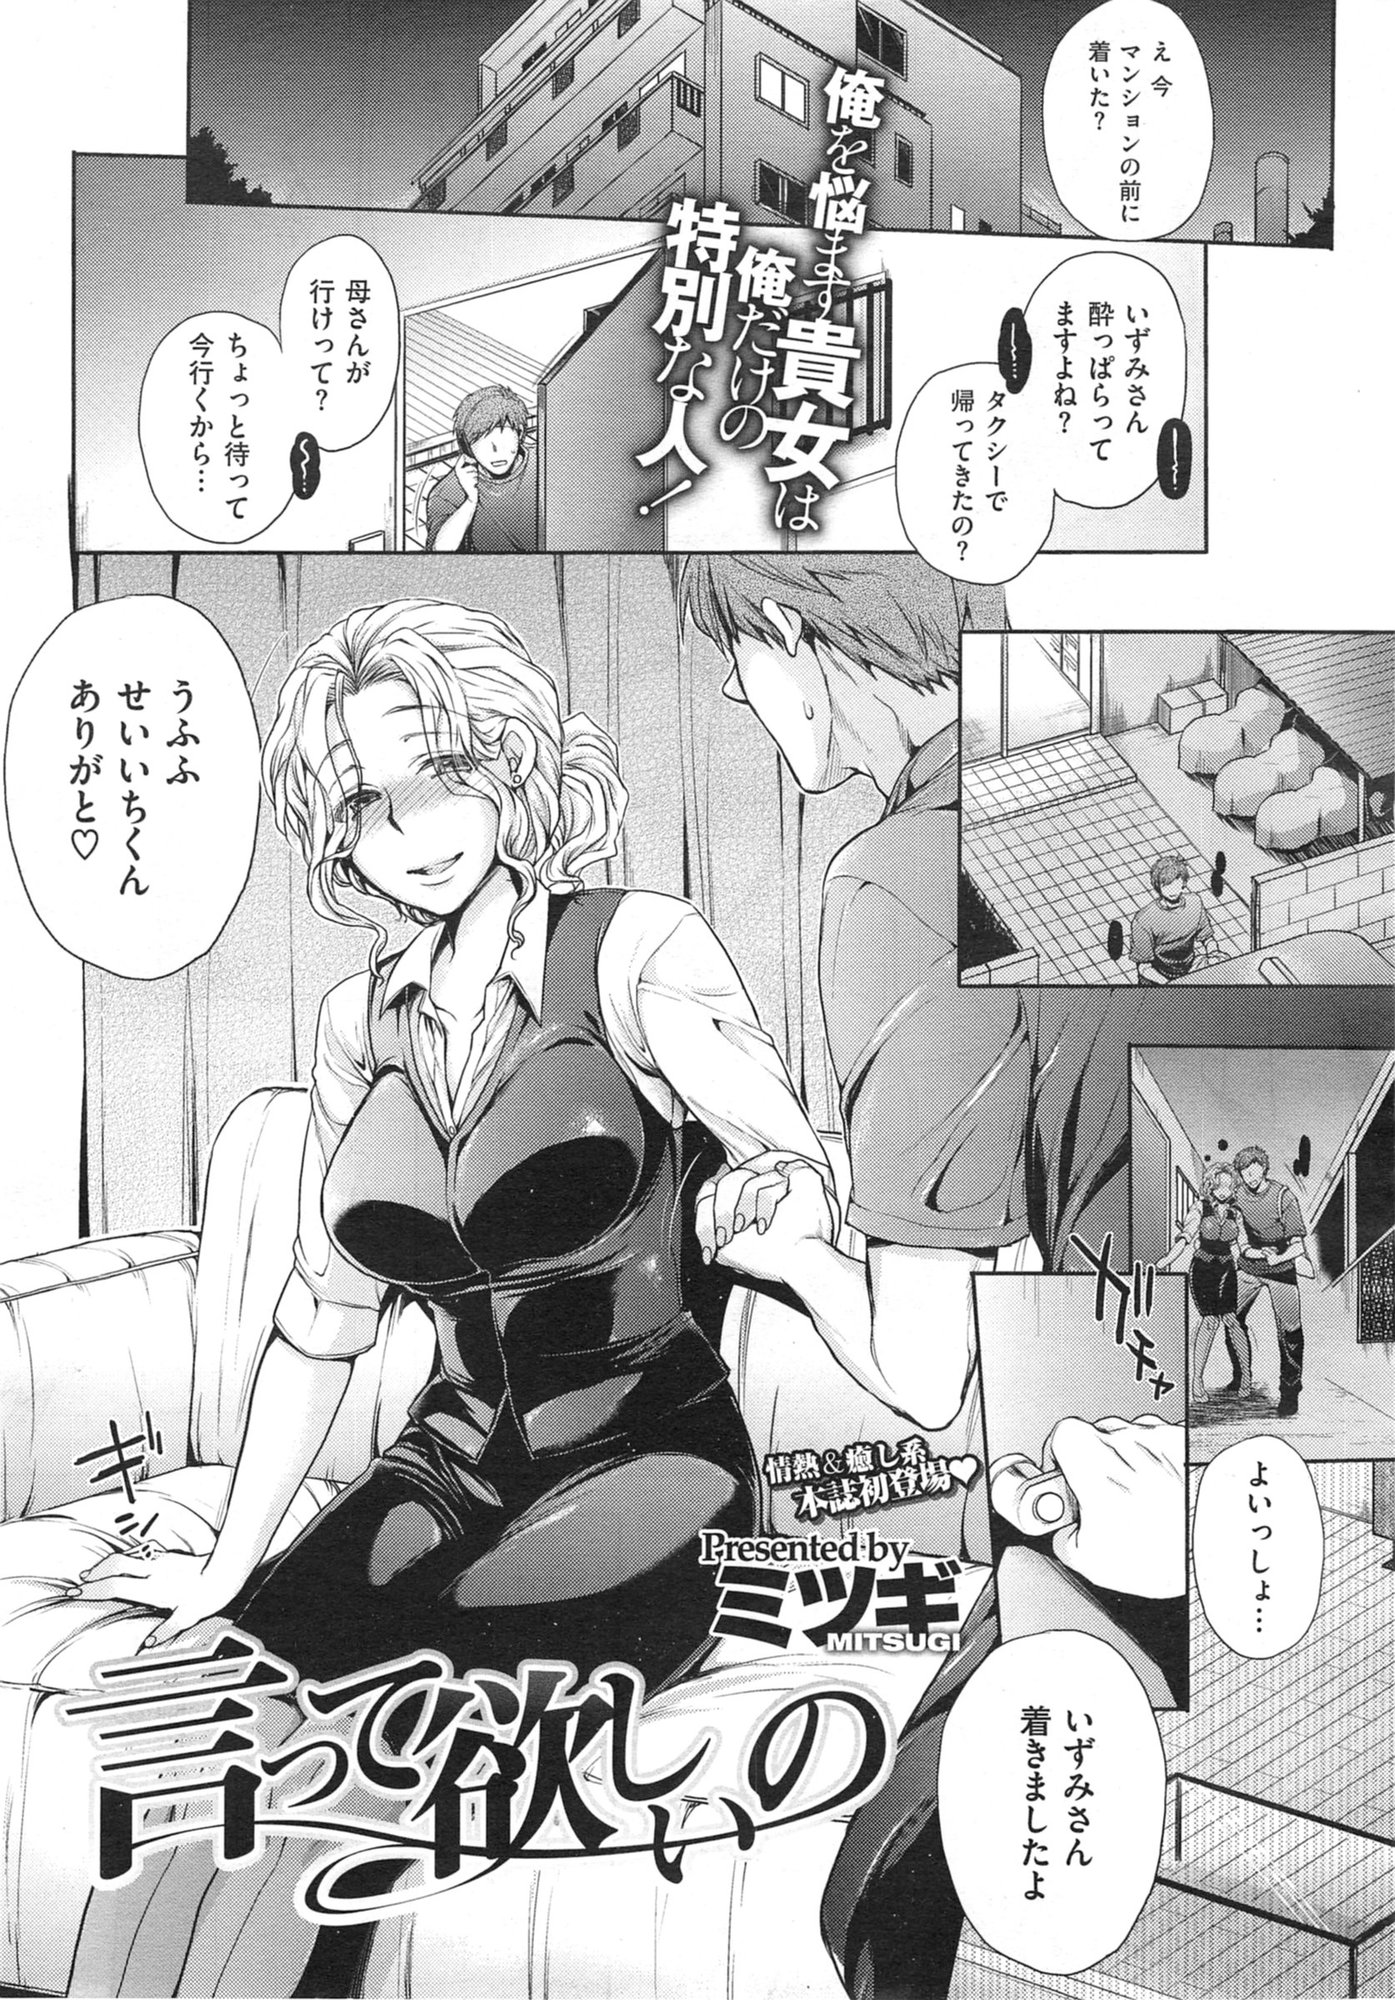 え 今
マンションの前に
着いた？
いずみさん
酔っぱらって
ますよね？
〜…
〜…
タクシーで
帰ってきたの？
俺を悩ます貴女は
俺だけの
特別な人！
母さんが
行けって？
〜…
ちょっと待って
今行くから…
ガチャ
よいっしょ…
いずみさん
着きましたよ
うふふ
せいいちくん
ありがと♡
ギシ
情熱＆癒し系
本誌初登場♥
Presented by
ミツギ
MITSUGI
言って欲しいの